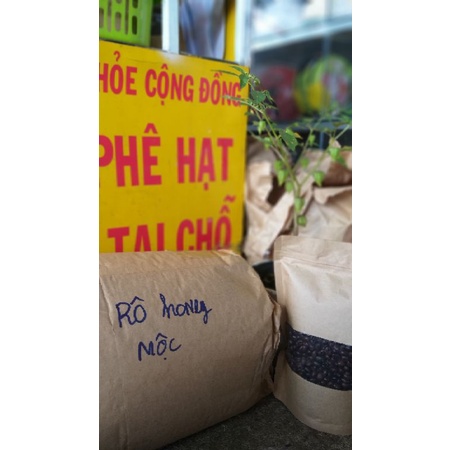 HỎE CỘNG ĐỒNG
PHÊ HẠT
TẠI CHỖ
RÔ honey
MỘC